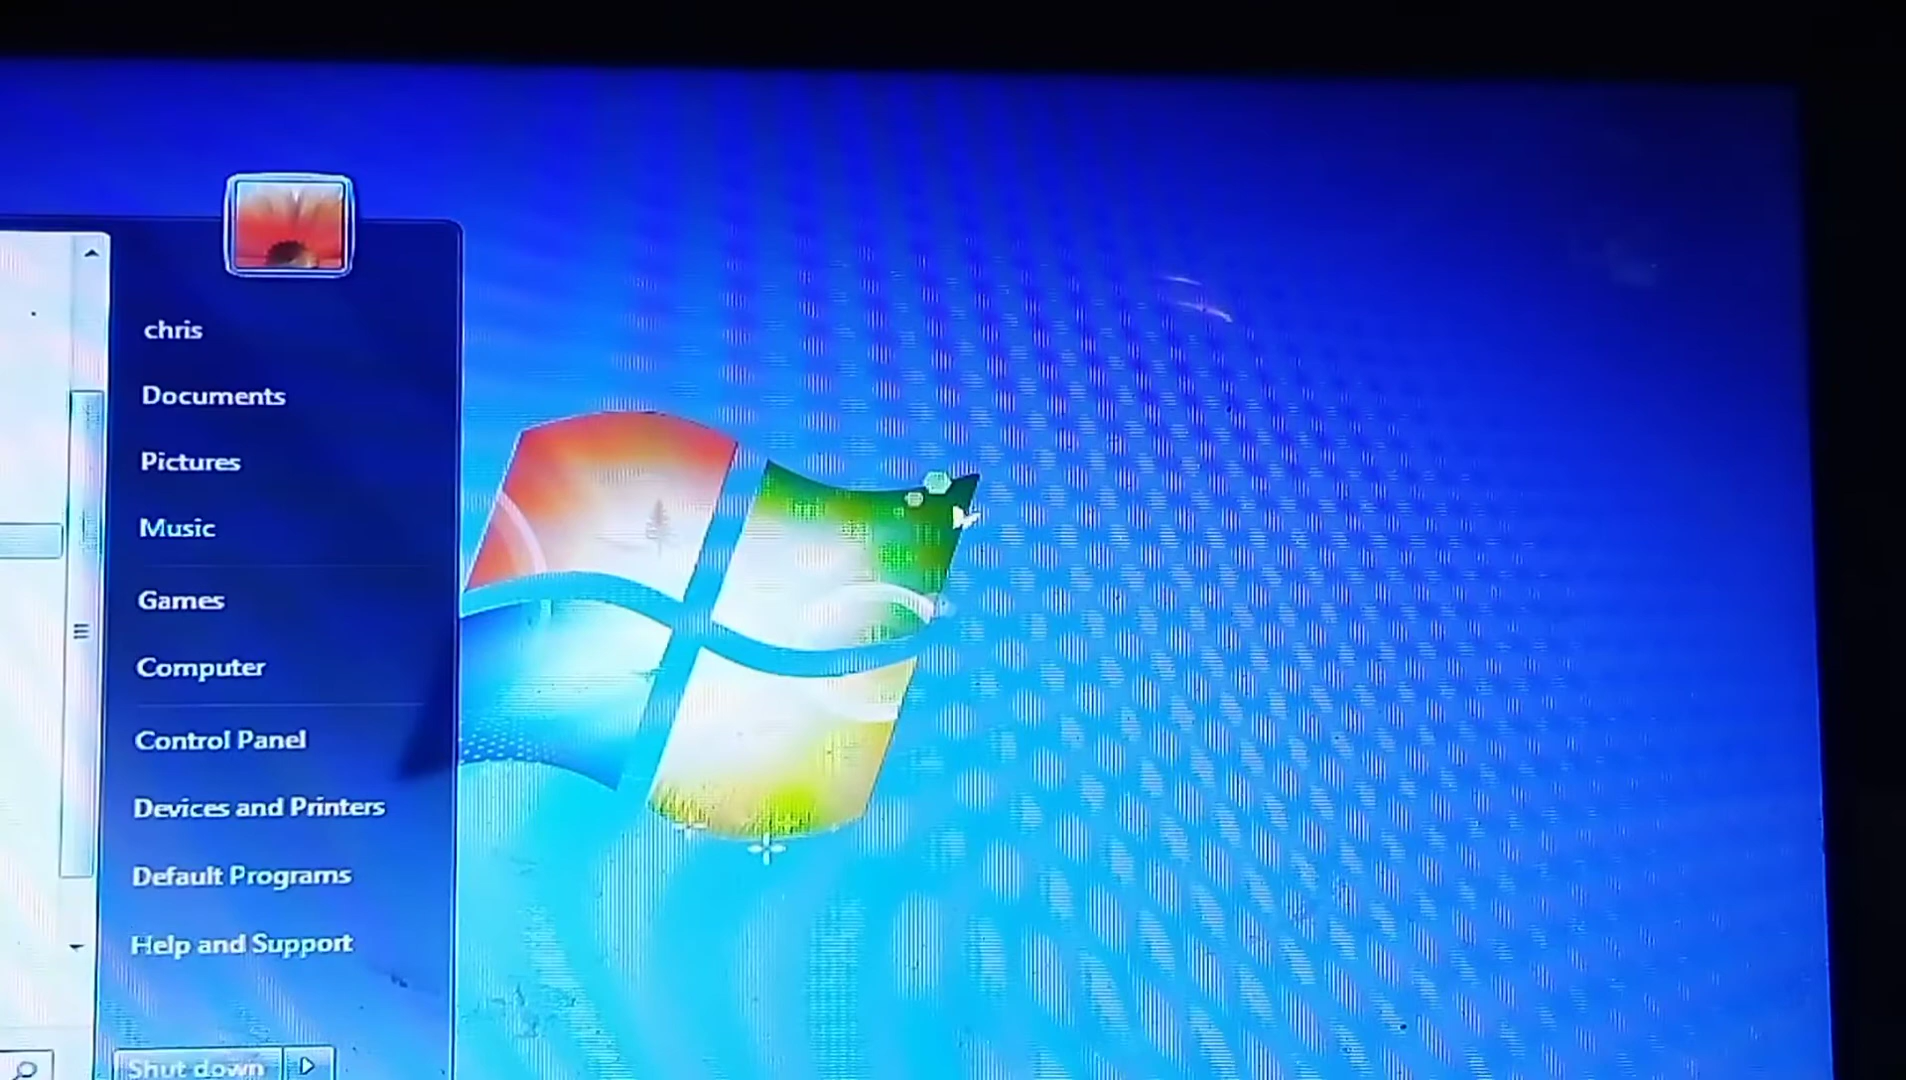 chris
Documents
Pictures
Music
Games
Computer
Control Panel
Devices and Printers
Default Programs
Help and Support
Shut down